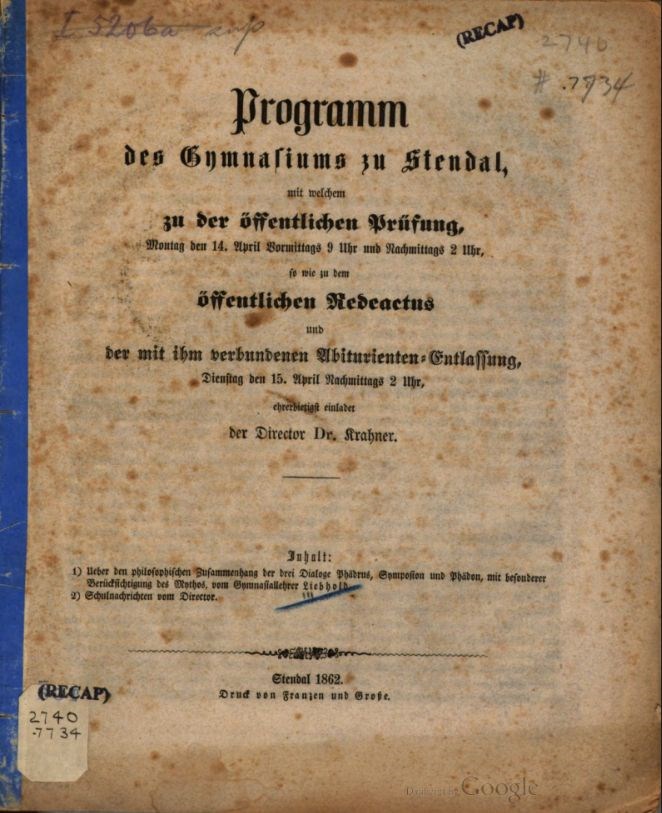 I 5206a
(RECAP)
2740
# .7734
Programm
des Gymnaſiums zu Stendal,
mit welchem
zu der öffentlichen Prüfung,
Montag den 14. April Vormittags 9 Uhr und Nachmittags 2 Uhr,
ſo wie zu dem
öffentlichen Redeactus
und
der mit ihm verbundenen Abiturienten-Entlaſſung,
Dienſtag den 15. April Nachmittags 2 Uhr,
ehrerbietigſt einladet
der Director Dr. Krahner.
Inhalt:
1) Ueber den philoſophiſchen Zuſammenhang der drei Dialoge Phädrus, Sympoſion und Phädon, mit beſonderer
Berückſichtigung des Mythos, vom Gymnaſiallehrer Liebhold.
2) Schulnachrichten vom Director.
Stendal 1862.
Druck von Franzen und Große.
(RECAP)
2740
.7734
Digitized by Google